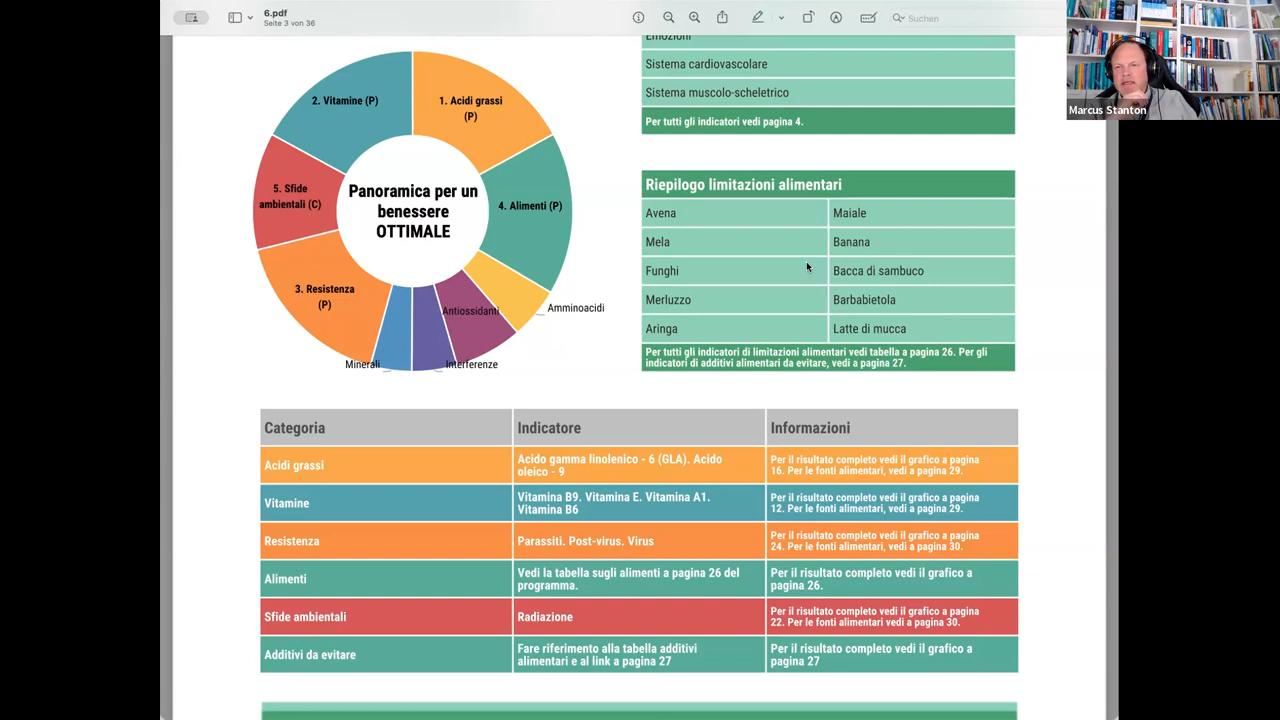 6.pdf
Seite 3 von 36
Suchen
Marcus Stanton
Emozioni
Sistema cardiovascolare
Sistema muscolo-scheletrico
Per tutti gli indicatori vedi pagina 4.
2. Vitamine (P)
1. Acidi grassi
(P)
5. Sfide
ambientali (C)
Panoramica per un
benessere
OTTIMALE
4. Alimenti (P)
3. Resistenza
(P)
Antiossidanti
Amminoacidi
Minerali
Interferenze
Riepilogo limitazioni alimentari
Avena
Maiale
Mela
Banana
Funghi
Bacca di sambuco
Merluzzo
Barbabietola
Aringa
Latte di mucca
Per tutti gli indicatori di limitazioni alimentari vedi tabella a pagina 26. Per gli
indicatori di additivi alimentari da evitare, vedi a pagina 27.
Categoria
Indicatore
Informazioni
Acidi grassi
Acido gamma linolenico - 6 (GLA). Acido
oleico - 9
Per il risultato completo vedi il grafico a pagina
16. Per le fonti alimentari, vedi a pagina 29.
Vitamine
Vitamina B9. Vitamina E. Vitamina A1.
Vitamina B6
Per il risultato completo vedi il grafico a pagina
12. Per le fonti alimentari, vedi a pagina 29.
Resistenza
Parassiti. Post-virus. Virus
Per il risultato completo vedi il grafico a pagina
24. Per le fonti alimentari, vedi a pagina 30.
Alimenti
Vedi la tabella sugli alimenti a pagina 26 del
programma.
Per il risultato completo vedi il grafico a
pagina 26.
Sfide ambientali
Radiazione
Per il risultato completo vedi il grafico a pagina
22. Per le fonti alimentari vedi a pagina 30.
Additivi da evitare
Fare riferimento alla tabella additivi
alimentari e al link a pagina 27
Per il risultato completo vedi il grafico a
pagina 27